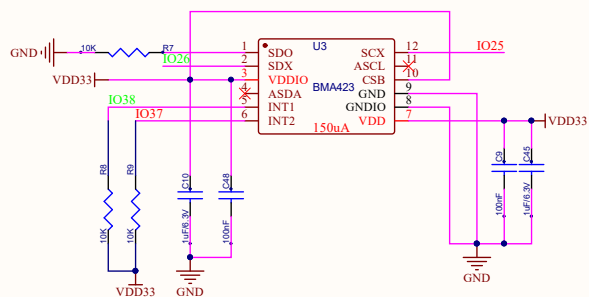 U3
GND
10K
R7
1
SDO
SCX
12
IO25
IO26
2
SDX
ASCL
11
VDD33
3
VDDIO
CSB
10
4
ASDA
BMA423
GND
9
IO38
5
INT1
GNDIO
8
IO37
6
INT2
VDD
7
VDD33
150uA
R8
R9
10K
10K
C10
1uF/6.3V
C48
100nF
C9
100nF
C45
1uF/6.3V
VDD33
GND
GND